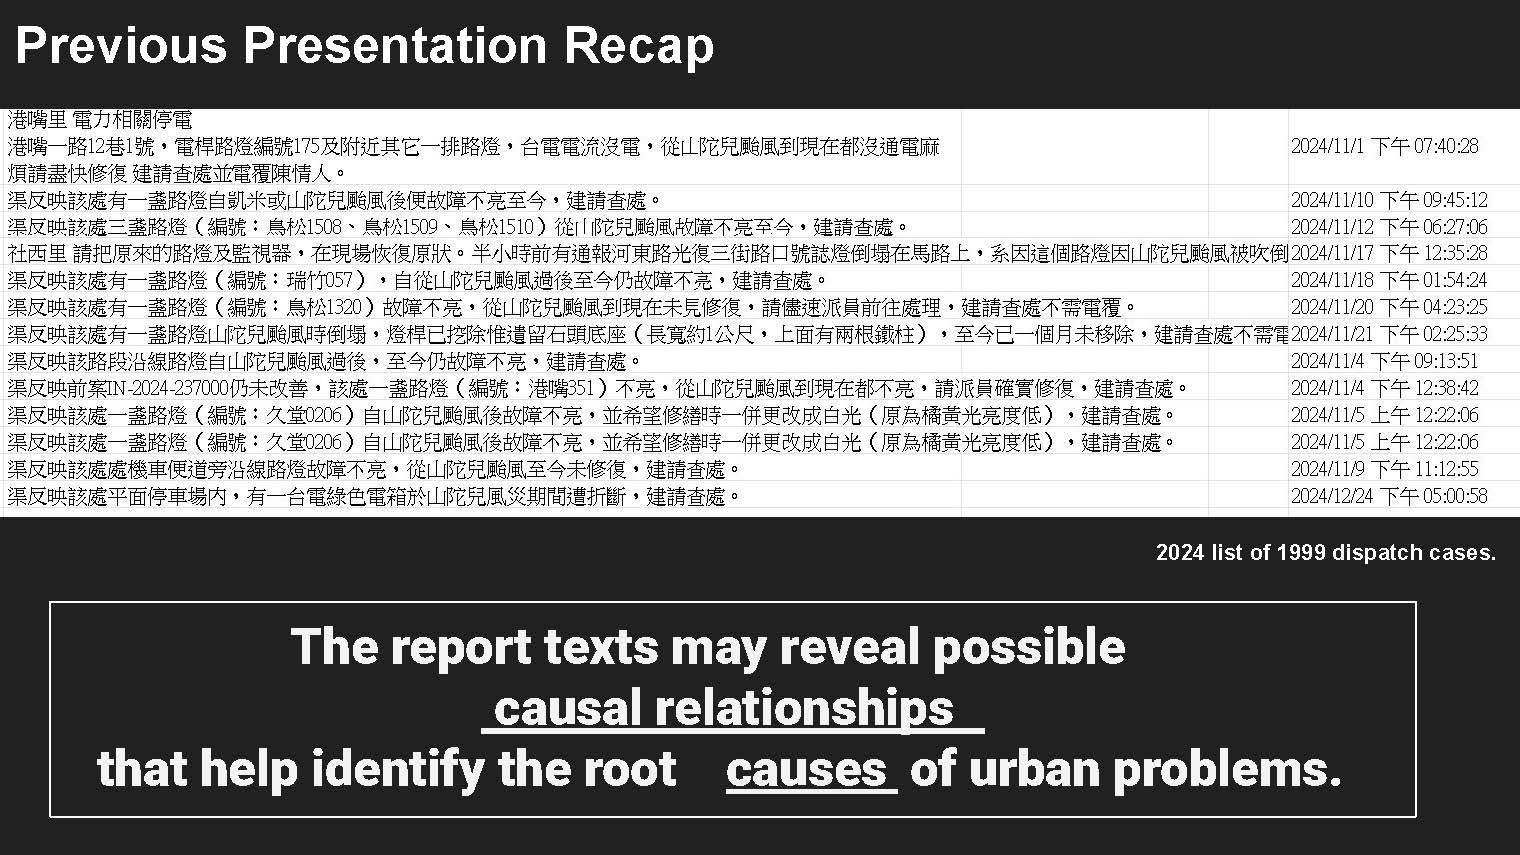 Previous Presentation Recap
港嘴里 電力相關停電
港嘴一路12巷1號，電桿路燈編號175及附近其它一排路燈，台電電流沒電，從山陀兒颱風到現在都沒通電麻 2024/11/1 下午 07:40:28
煩請盡快修復 建請查處並電覆陳情人。
渠反映該處有一盞路燈自凱米或山陀兒颱風後便故障不亮至今，建請查處。 2024/11/10 下午 09:45:12
渠反映該處三盞路燈（編號：鳥松1508、鳥松1509、鳥松1510）從山陀兒颱風故障不亮至今，建請查處。 2024/11/12 下午 06:27:06
社西里 請把原來的路燈及監視器，在現場恢復原狀。半小時前有通報河東路光復三街路口號誌燈倒塌在馬路上，系因這個路燈因山陀兒颱風被吹倒 2024/11/17 下午 12:35:28
渠反映該處有一盞路燈（編號：瑞竹057），自從山陀兒颱風過後至今仍故障不亮，建請查處。 2024/11/18 下午 01:54:24
渠反映該處有一盞路燈（編號：鳥松1320）故障不亮，從山陀兒颱風到現在未見修復，請儘速派員前往處理，建請查處不需電覆。 2024/11/20 下午 04:23:25
渠反映該處有一盞路燈山陀兒颱風時倒塌，燈桿已挖除惟遺留石頭底座（長寬約1公尺，上面有兩根鐵柱），至今已一個月未移除，建請查處不需電 2024/11/21 下午 02:25:33
渠反映該路段沿線路燈自山陀兒颱風過後，至今仍故障不亮，建請查處。 2024/11/4 下午 09:13:51
渠反映前案IN-2024-237000仍未改善，該處一盞路燈（編號：港嘴351）不亮，從山陀兒颱風到現在都不亮，請派員確實修復，建請查處。 2024/11/4 下午 12:38:42
渠反映該處一盞路燈（編號：久堂0206）自山陀兒颱風後故障不亮，並希望修繕時一併更改成白光（原為橘黃光亮度低），建請查處。 2024/11/5 上午 12:22:06
渠反映該處一盞路燈（編號：久堂0206）自山陀兒颱風後故障不亮，並希望修繕時一併更改成白光（原為橘黃光亮度低），建請查處。 2024/11/5 上午 12:22:06
渠反映該處處機車便道旁沿線路燈故障不亮，從山陀兒颱風至今未修復，建請查處。 2024/11/9 下午 11:12:55
渠反映該處平面停車場內，有一台電綠色電箱於山陀兒風災期間遭折斷，建請查處。 2024/12/24 下午 05:00:58
2024 list of 1999 dispatch cases.
The report texts may reveal possible
causal relationships
that help identify the root causes of urban problems.